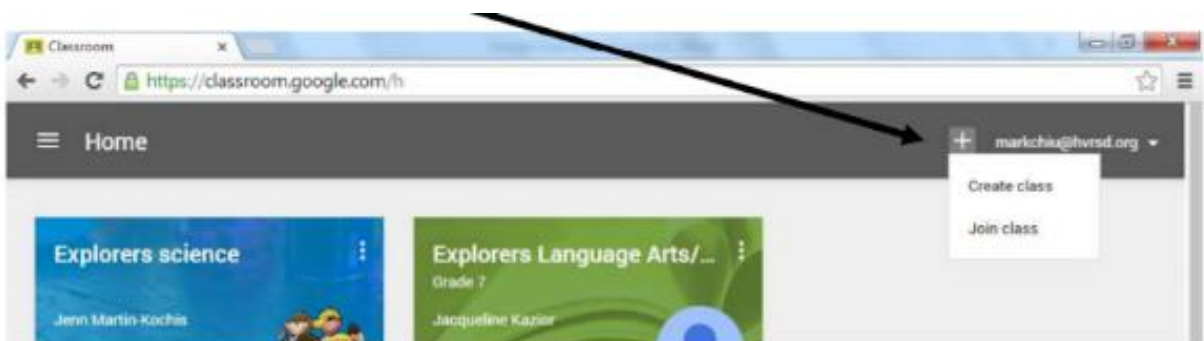 Classroom
https://classroom.google.com/h
Home
markchiu@hvrsd.org
Create class
Join class
Explorers science
Jenn Martin-Kochis
Explorers Language Arts/...
Grade 7
Jacqueline Kazior